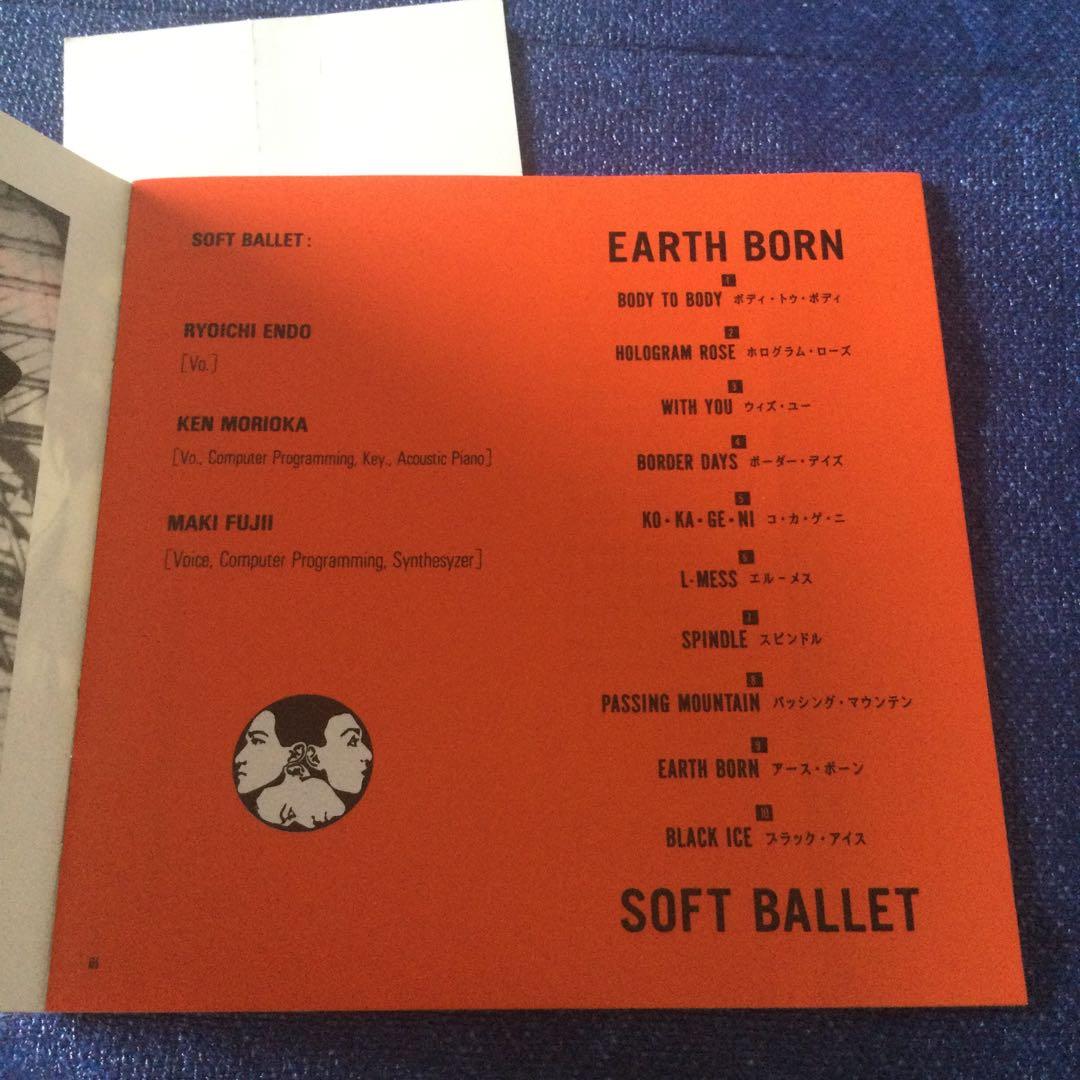 SOFT BALLET :
RYOICHI ENDO
[Vo.]
KEN MORIOKA
[Vo., Computer Programming, Key., Acoustic Piano]
MAKI FUJII
[Voice, Computer Programming, Synthesyzer]
EARTH BORN
1
BODY TO BODY ボディ・トゥ・ボディ
2
HOLOGRAM ROSE ホログラム・ローズ
3
WITH YOU ウィズ・ユー
4
BORDER DAYS ボーダー・デイズ
5
KO・KA・GE・NI コ・カ・ゲ・ニ
6
L-MESS エル－メス
7
SPINDLE スピンドル
8
PASSING MOUNTAIN パッシング・マウンテン
9
EARTH BORN アース・ボーン
10
BLACK ICE ブラック・アイス
SOFT BALLET